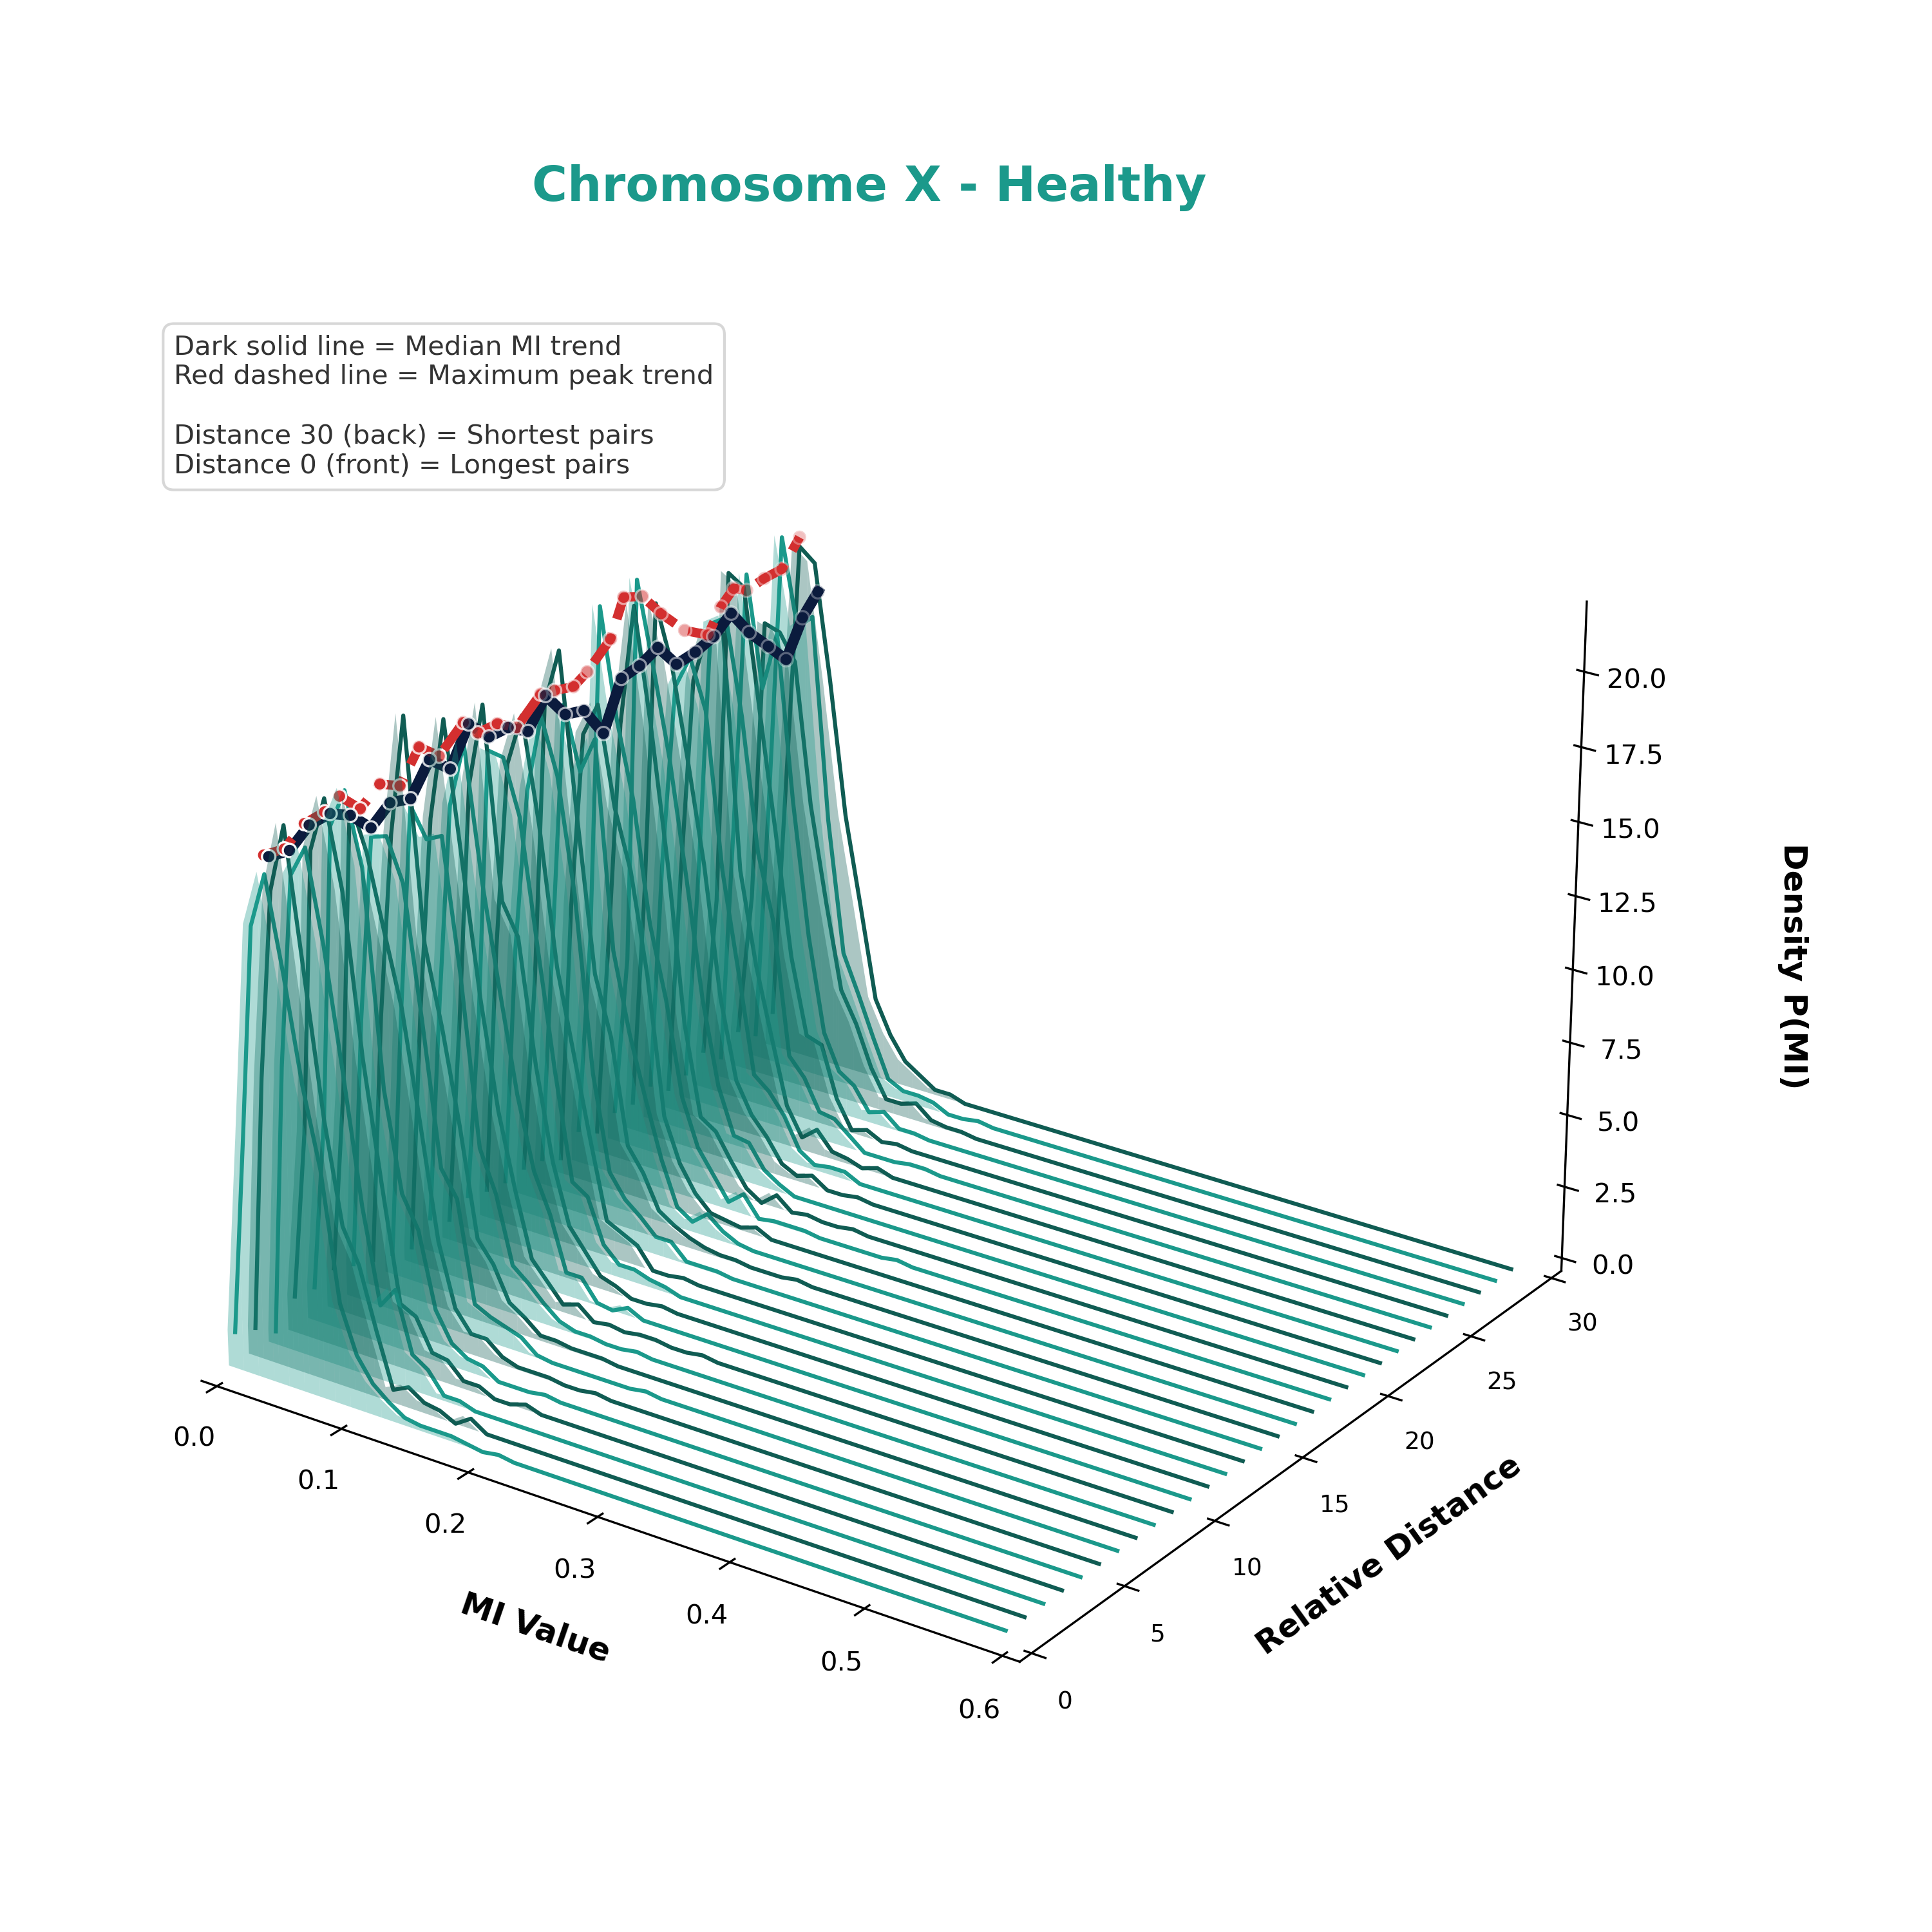 Chromosome X - Healthy
Dark solid line = Median MI trend
Red dashed line = Maximum peak trend
Distance 30 (back) = Shortest pairs
Distance 0 (front) = Longest pairs
20.0
17.5
15.0
12.5
10.0
7.5
5.0
2.5
0.0
Density P(MI)
30
25
20
15
10
5
0
Relative Distance
0.0
0.1
0.2
0.3
0.4
0.5
0.6
MI Value